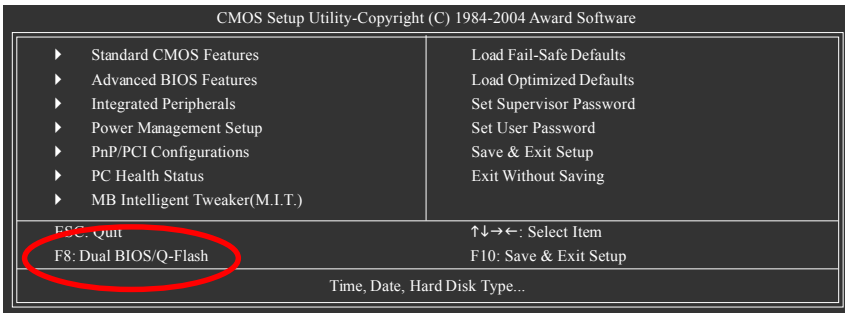 CMOS Setup Utility-Copyright (C) 1984-2004 Award Software
Standard CMOS Features
Advanced BIOS Features
Integrated Peripherals
Power Management Setup
PnP/PCI Configurations
PC Health Status
MB Intelligent Tweaker(M.I.T.)
Load Fail-Safe Defaults
Load Optimized Defaults
Set Supervisor Password
Set User Password
Save & Exit Setup
Exit Without Saving
ESC: Quit
↑↓→←: Select Item
F8: Dual BIOS/Q-Flash
F10: Save & Exit Setup
Time, Date, Hard Disk Type...